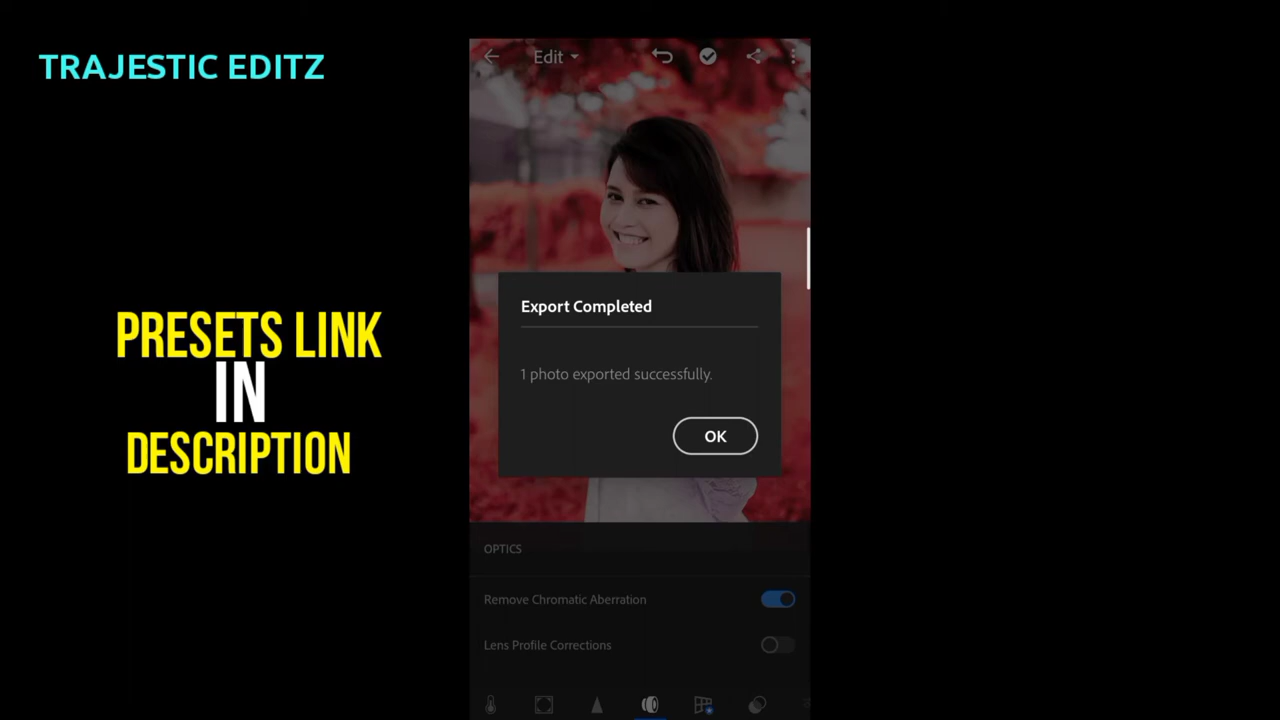 TRAJESTIC EDITZ
Edit
PRESETS LINK
IN
DESCRIPTION
Export Completed
1 photo exported successfully.
OK
OPTICS
Remove Chromatic Aberration
Lens Profile Corrections